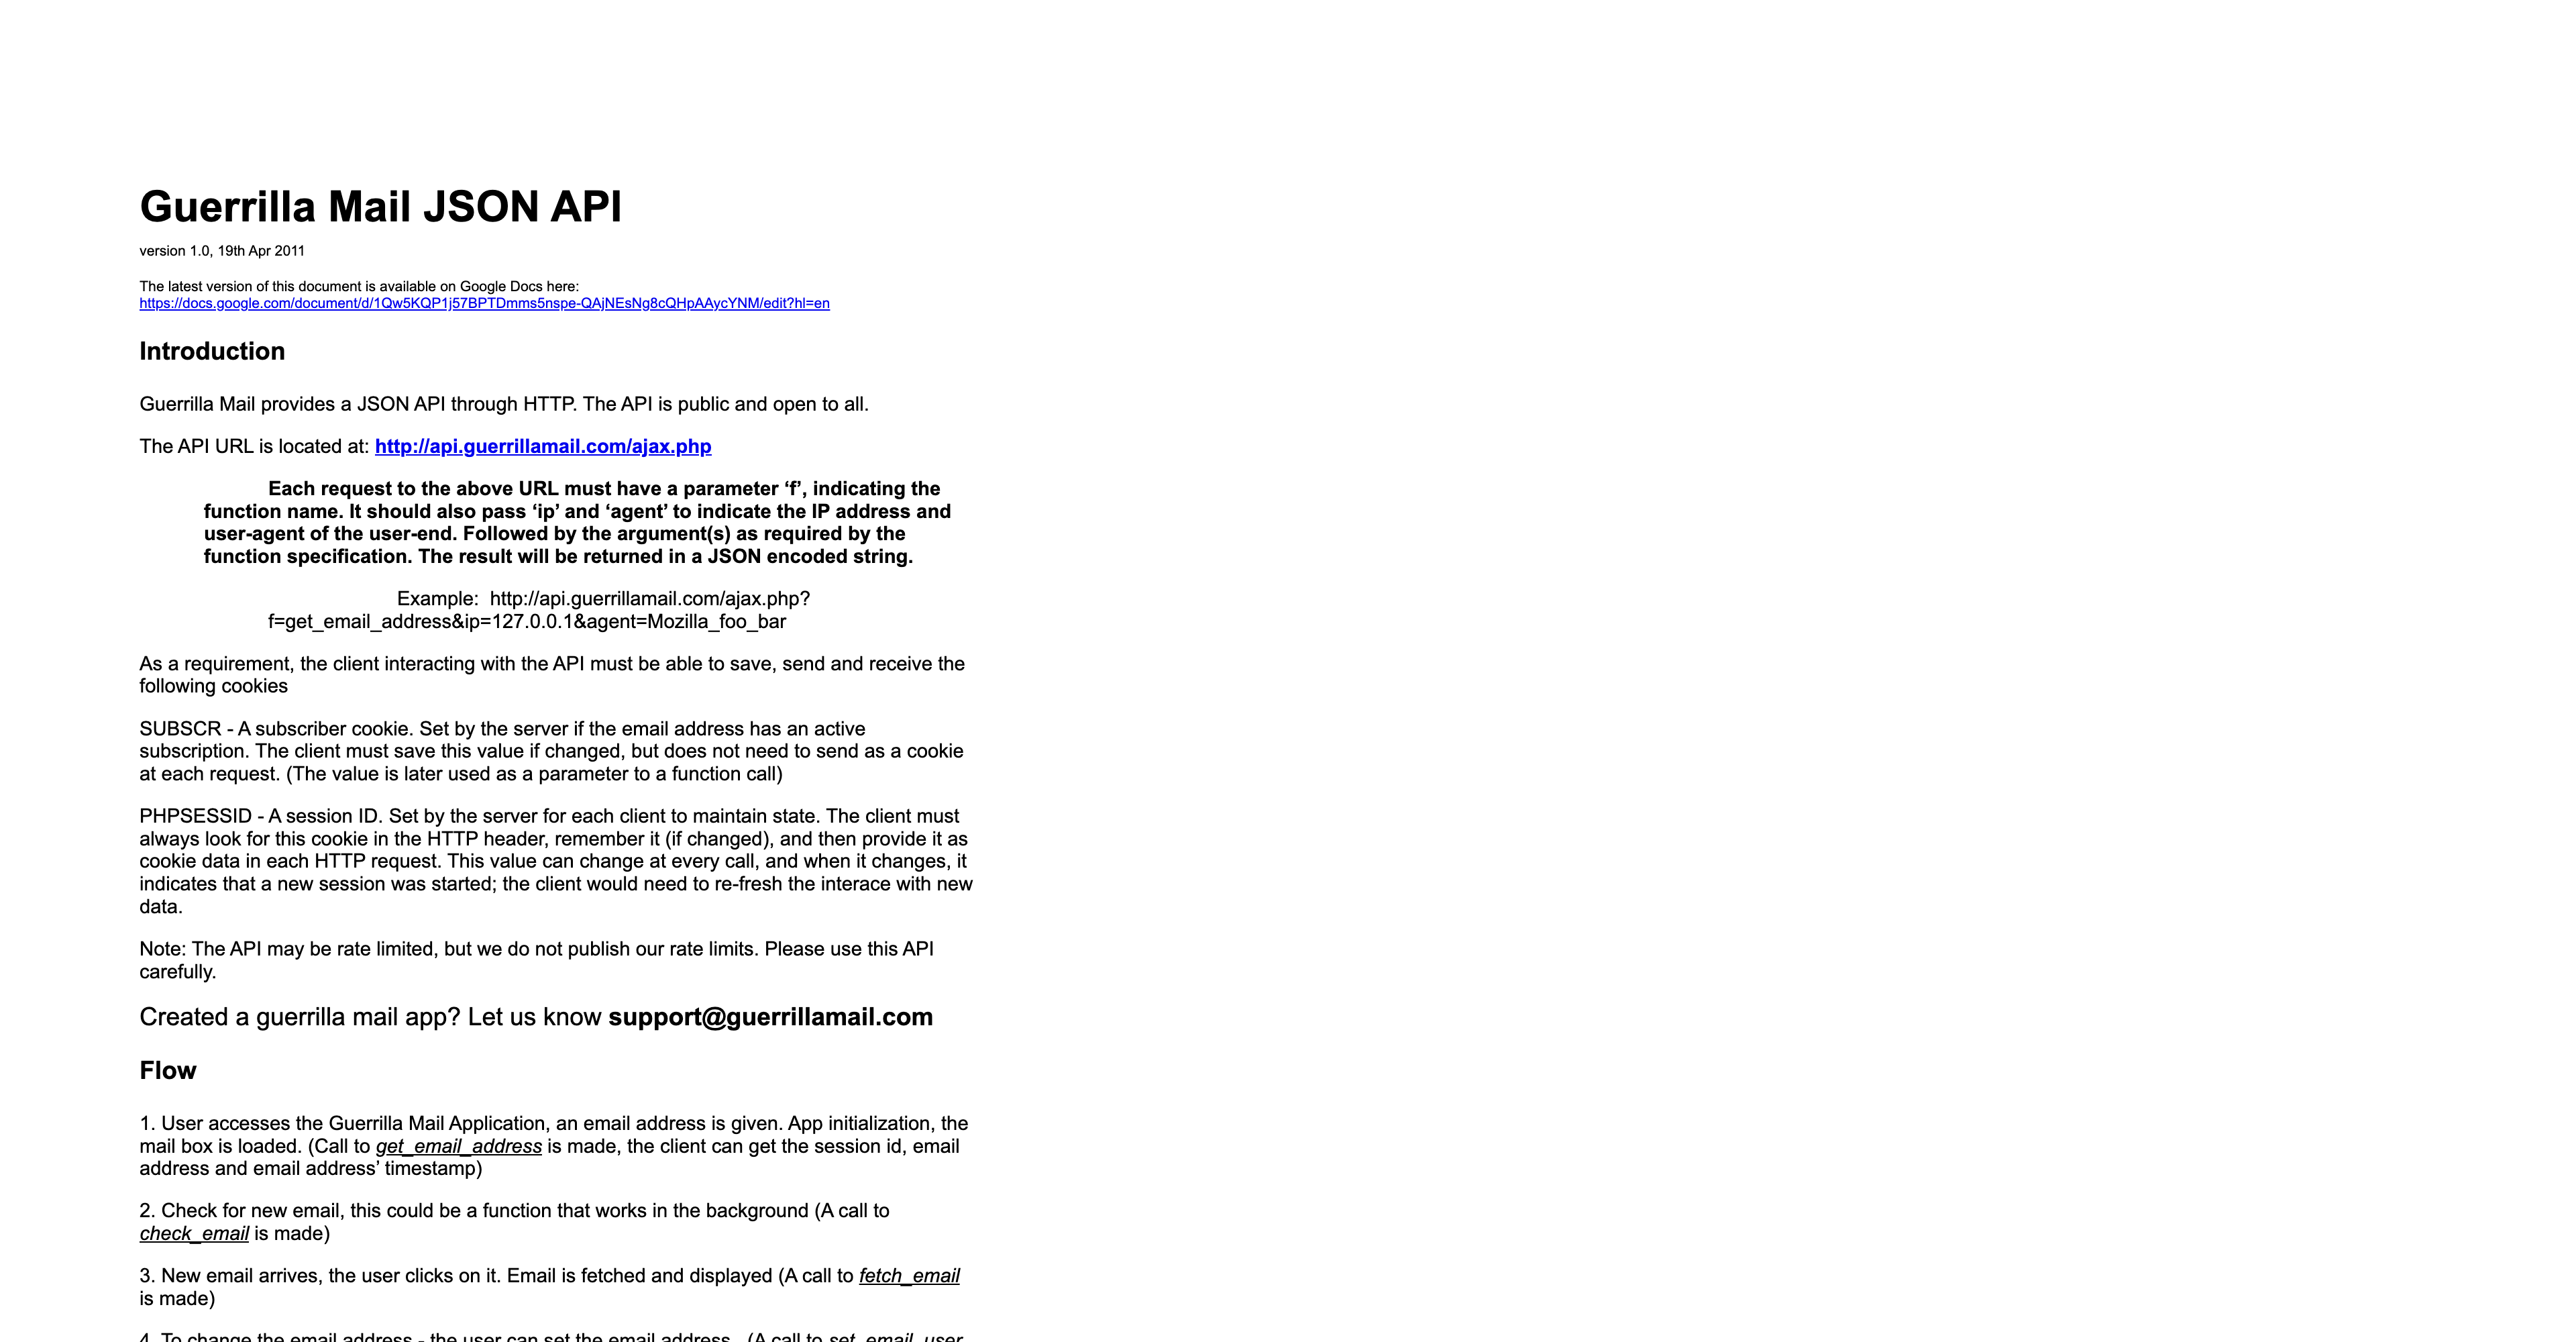 Guerrilla Mail JSON API
version 1.0, 19th Apr 2011
The latest version of this document is available on Google Docs here:
https://docs.google.com/document/d/1Qw5KQP1j57BPTDmms5nspe-QAjNEsNg8cQHpAAycYNM/edit?hl=en
Introduction
Guerrilla Mail provides a JSON API through HTTP. The API is public and open to all.
The API URL is located at: http://api.guerrillamail.com/ajax.php
Each request to the above URL must have a parameter ‘f’, indicating the
function name. It should also pass ‘ip’ and ‘agent’ to indicate the IP address and
user-agent of the user-end. Followed by the argument(s) as required by the
function specification. The result will be returned in a JSON encoded string.
Example:  http://api.guerrillamail.com/ajax.php?
f=get_email_address&ip=127.0.0.1&agent=Mozilla_foo_bar
As a requirement, the client interacting with the API must be able to save, send and receive the
following cookies
SUBSCR - A subscriber cookie. Set by the server if the email address has an active
subscription. The client must save this value if changed, but does not need to send as a cookie
at each request. (The value is later used as a parameter to a function call)
PHPSESSID - A session ID. Set by the server for each client to maintain state. The client must
always look for this cookie in the HTTP header, remember it (if changed), and then provide it as
cookie data in each HTTP request. This value can change at every call, and when it changes, it
indicates that a new session was started; the client would need to re-fresh the interace with new
data.
Note: The API may be rate limited, but we do not publish our rate limits. Please use this API
carefully.
Created a guerrilla mail app? Let us know support@guerrillamail.com
Flow
1. User accesses the Guerrilla Mail Application, an email address is given. App initialization, the
mail box is loaded. (Call to get_email_address is made, the client can get the session id, email
address and email address’ timestamp)
2. Check for new email, this could be a function that works in the background (A call to
check_email is made)
3. New email arrives, the user clicks on it. Email is fetched and displayed (A call to fetch_email
is made)
4. To change the email address - the user can set the email address.  (A call to set_email_user